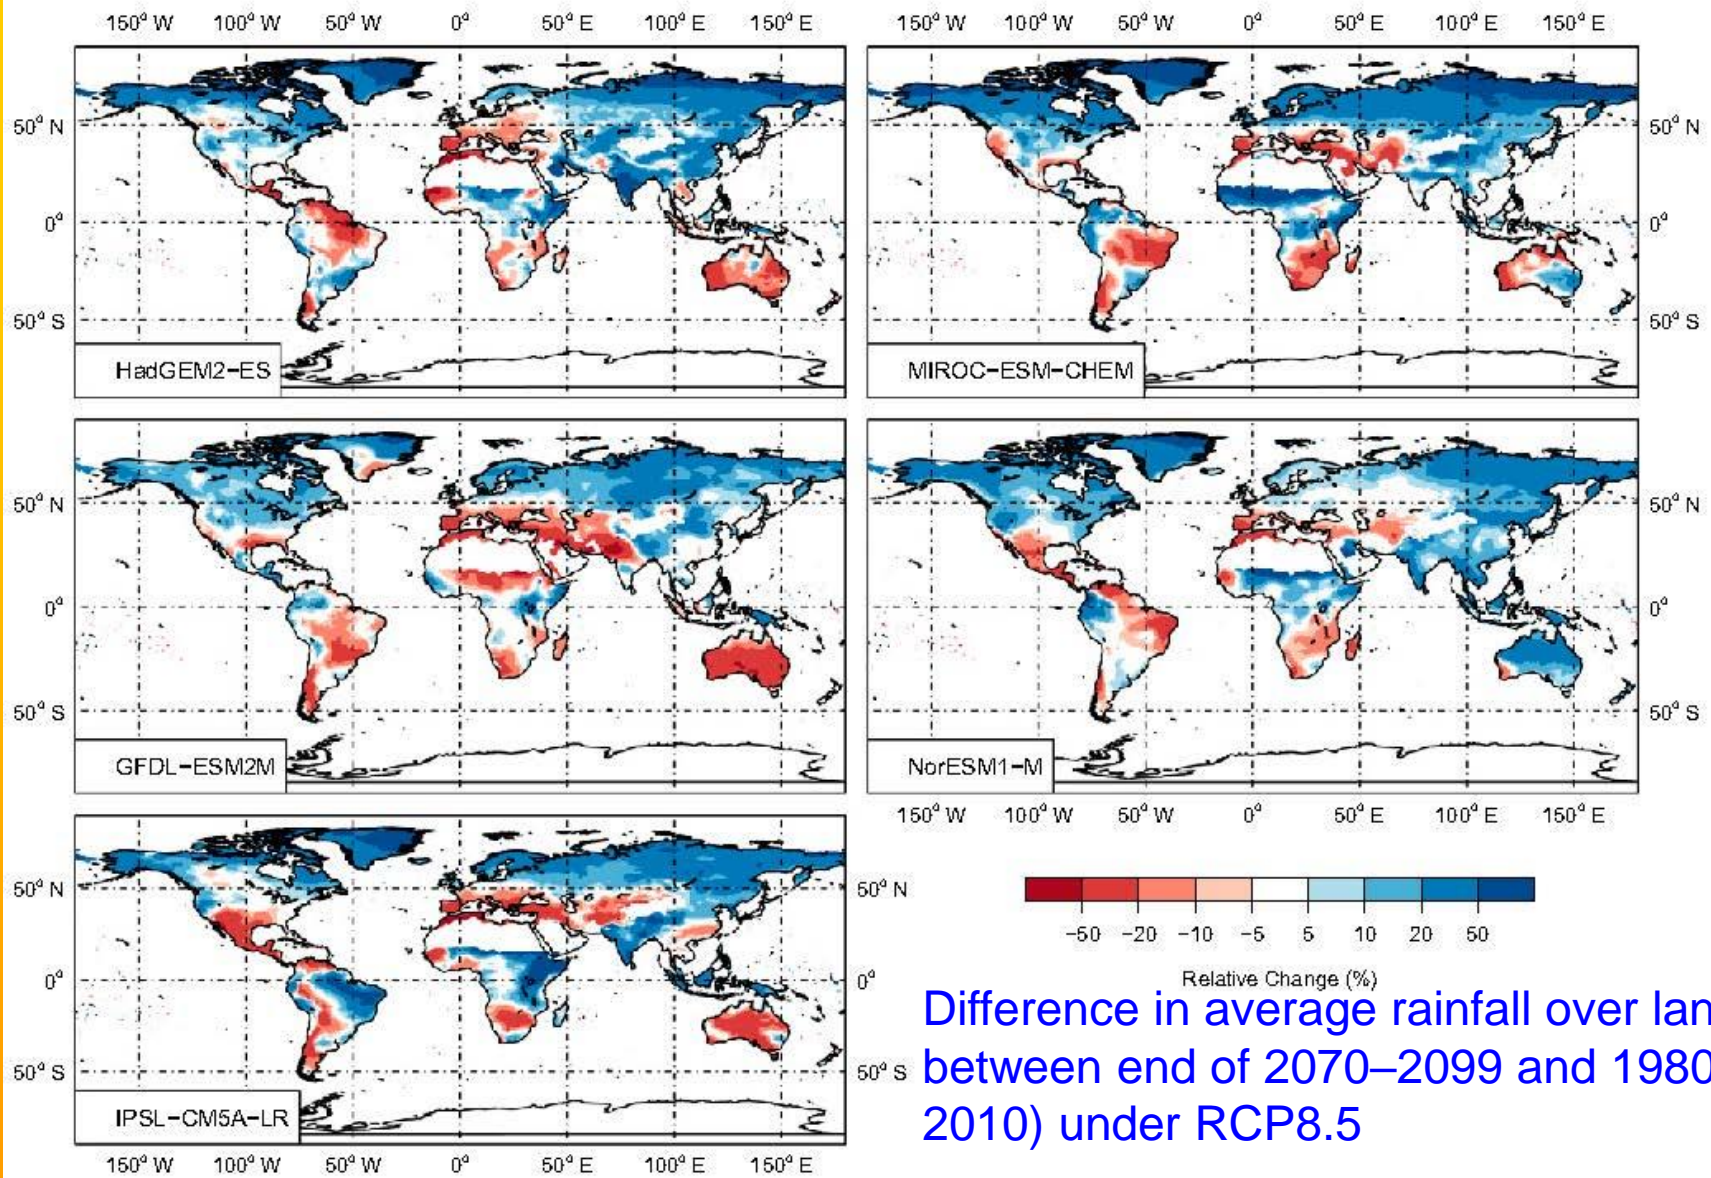 150° W 100° W 50° W 0° 50° E 100° E 150° E 150° W 100° W 50° W 0° 50° E 100° E 150° E
50° N 50° N
0° 0°
50° S 50° S
HadGEM2-ES MIROC-ESM-CHEM
50° N 50° N
0° 0°
50° S 50° S
GFDL-ESM2M NorESM1-M
150° W 100° W 50° W 0° 50° E 100° E 150° E
50° N 50° N
0° 0°
50° S 50° S
IPSL-CM5A-LR
150° W 100° W 50° W 0° 50° E 100° E 150° E
−50 −20 −10 −5 5 10 20 50
Relative Change (%)
Difference in average rainfall over lan
between end of 2070–2099 and 1980
2010) under RCP8.5